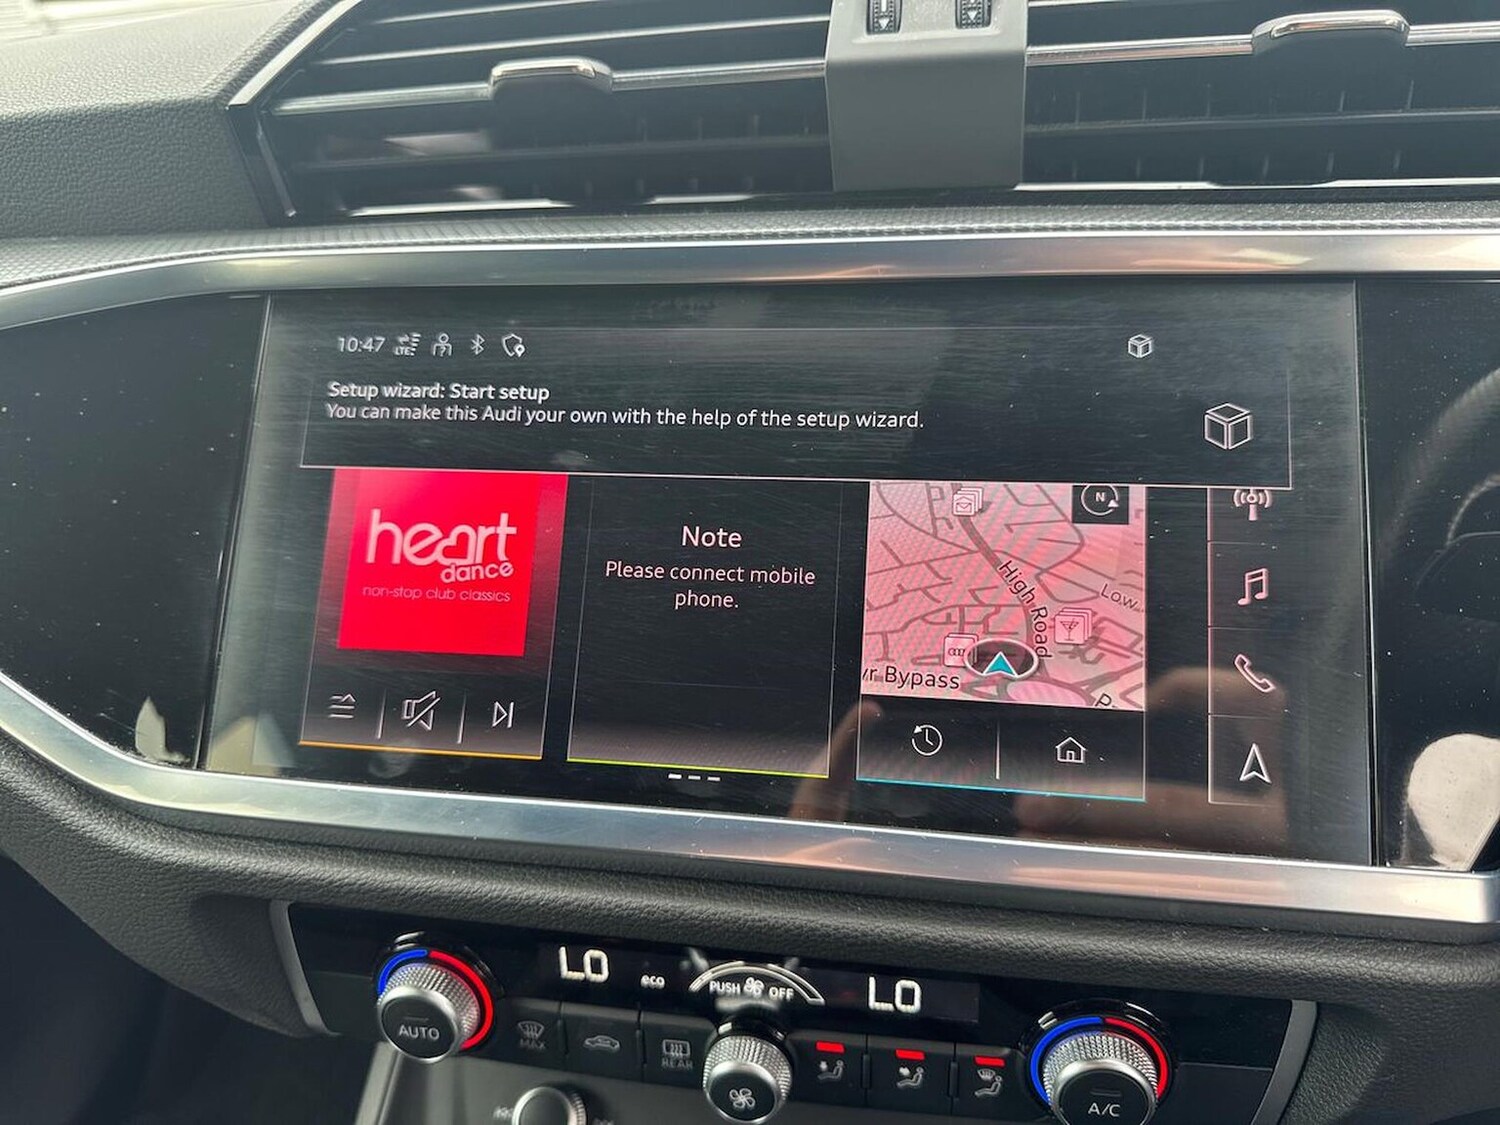 10:47 LTE
Setup wizard: Start setup
You can make this Audi your own with the help of the setup wizard.
heart
dance
non-stop club classics
Note
Please connect mobile
phone.
N
High Road
Low
yr Bypass
P
LO
eco
PUSH OFF
LO
AUTO
MAX
REAR
A/C